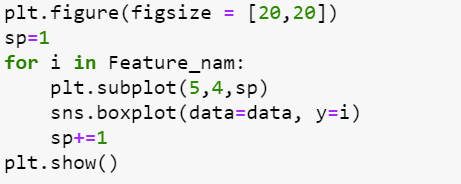 plt.figure(figsize = [20,20])
sp=1
for i in Feature_nam:
    plt.subplot(5,4,sp)
    sns.boxplot(data=data, y=i)
    sp+=1
plt.show()